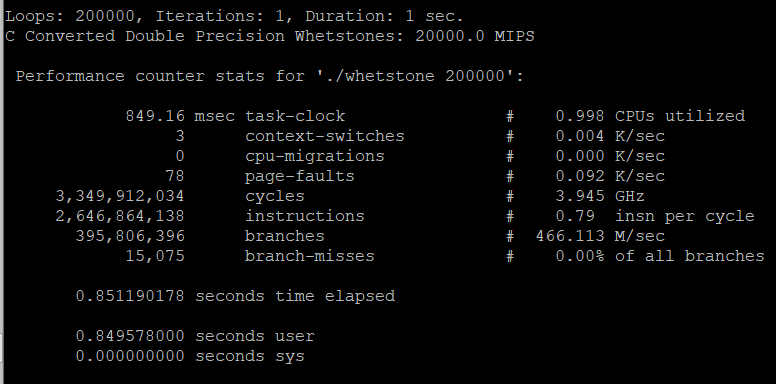 Loops: 200000, Iterations: 1, Duration: 1 sec.
C Converted Double Precision Whetstones: 20000.0 MIPS
Performance counter stats for './whetstone 200000':
849.16 msec task-clock # 0.998 CPUs utilized
3 context-switches # 0.004 K/sec
0 cpu-migrations # 0.000 K/sec
78 page-faults # 0.092 K/sec
3,349,912,034 cycles # 3.945 GHz
2,646,864,138 instructions # 0.79 insn per cycle
395,806,396 branches # 466.113 M/sec
15,075 branch-misses # 0.00% of all branches
0.851190178 seconds time elapsed
0.849578000 seconds user
0.000000000 seconds sys